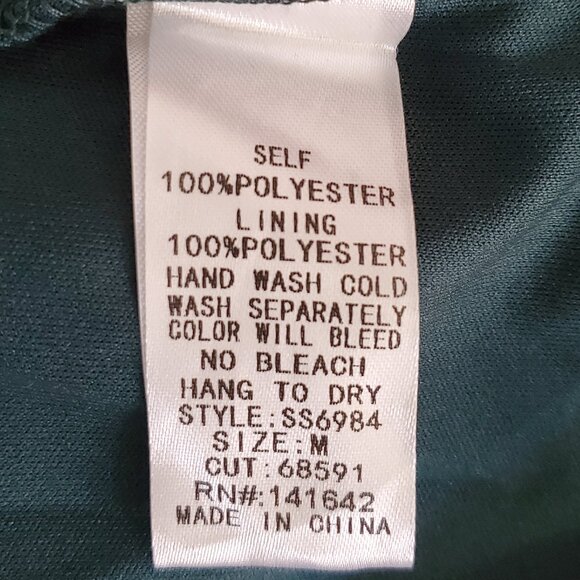 SELF
100%POLYESTER
LINING
100%POLYESTER
HAND WASH COLD
WASH SEPARATELY
COLOR WILL BLEED
NO BLEACH
HANG TO DRY
STYLE:SS6984
SIZE:M
CUT:68591
RN#:141642
MADE IN CHINA